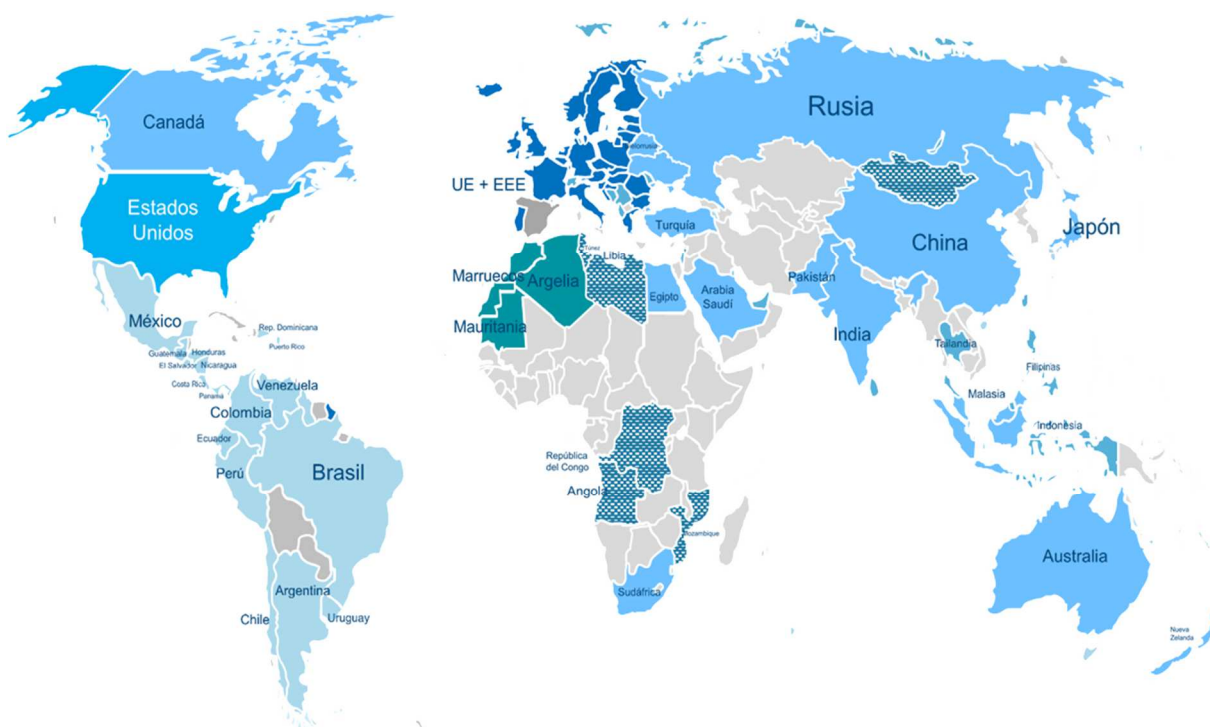 Canadá
Estados
Unidos
México
Rep. Dominicana
Puerto Rico
Guatemala
Honduras
El Salvador
Nicaragua
Costa Rica
Panamá
Venezuela
Colombia
Ecuador
Perú
Brasil
Argentina
Chile
Uruguay
UE + EEE
Bielorrusia
Rusia
Turquía
Túnez
Libia
Marruecos
Argelia
Mauritania
Egipto
Arabia
Saudí
Pakistán
India
China
Japón
Tailandia
Filipinas
Malasia
Indonesia
República
del Congo
Angola
Mozambique
Sudáfrica
Australia
Nueva
Zelanda